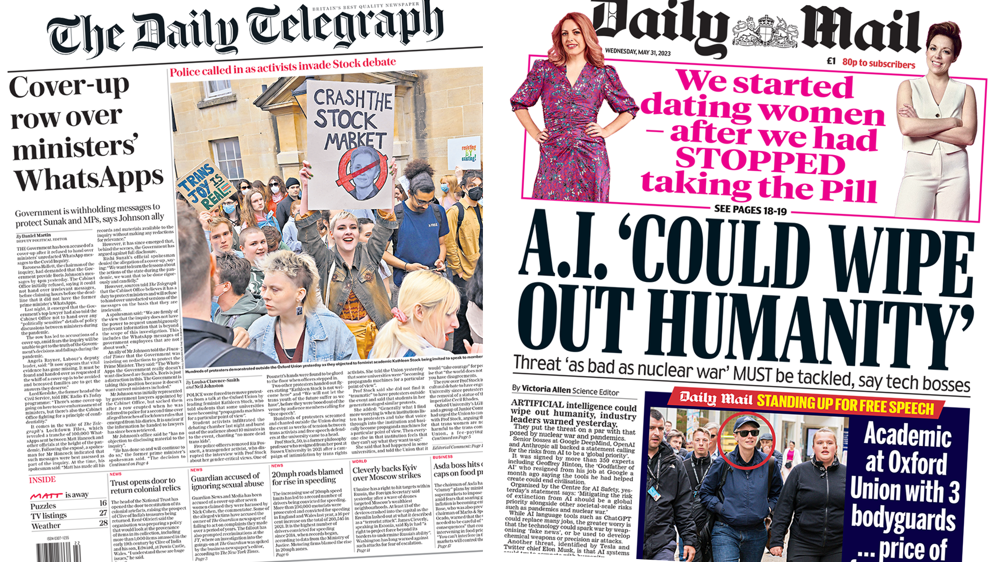 BRITAIN'S BEST QUALITY NEWSPAPER
The Daily Telegraph
Police called in as activists invade Stock debate
Cover-up
row over
ministers'
WhatsApps
Government is withholding messages to
protect Sunak and MPs, says Johnson ally
By Daniel Martin
DEPUTY POLITICAL EDITOR
THE Government has been accused of a
cover-up after it refused to hand over
ministers' unredacted WhatsApp mes-
sages to the Covid Inquiry.
Baroness Hallett, the chairman of the
inquiry, had demanded that the Gov-
ernment provide Boris Johnson's mes-
sages by 4pm yesterday. The Cabinet
Office initially refused, saying it could
not hand over irrelevant messages,
before claiming hours before the dead-
line that it did not have the former
prime minister's WhatsApps.
Last night, it emerged that the Gov-
ernment's top lawyer had also told the
Cabinet Office not to hand over any
"politically sensitive" details of policy
discussions between ministers during
the pandemic.
The row has led to accusations of a
cover-up, amid fears the inquiry will be
unable to get to the truth of the Govern-
ment's decisions and failings during the
pandemic.
Angela Rayner, Labour's deputy
leader, said: "It now appears that vital
evidence has gone missing. It must be
found and handed over as requested if
the whiff of a cover-up is to be avoided
and bereaved families are to get the
answers they deserve."
Lord Kerslake, the former head of the
Civil Service, told BBC Radio 4's Today
programme: "There's some cover-up
going on here to save embarrassment of
ministers, but there's also the Cabinet
Office fighting for a principle of confi-
dentiality."
It comes in the wake of The Tele-
graph's Lockdown Files, which
revealed a tranche of 100,000 What-
sApps sent between Matt Hancock and
other officials at the height of the pan-
demic. Following the exposé, a spokes-
man for Mr Hancock indicated that
such messages were best assessed as
part of the inquiry. At the time, his
spokesman said: "Matt has made all his
records and materials available to the
inquiry without making any redactions
for relevance."
However, it has since emerged that,
behind the scenes, the Government has
argued against full disclosure.
Rishi Sunak's official spokesman
denied the allegation of a cover-up, say-
ing: "We want to learn the lessons about
the actions of the state during the pan-
demic, we want that to be done rigor-
ously and candidly."
However, sources told The Telegraph
that the Cabinet Office believes it has a
duty to protect ministers and will refuse
to hand over unredacted versions of the
messages on the basis that they are
irrelevant.
A spokesman said: "We are firmly of
the view that the inquiry does not have
the power to request unambiguously
irrelevant information that is beyond
the scope of this investigation. This
includes the WhatsApp messages of
government employees that are not
about work."
An ally of Mr Johnson told the Finan-
cial Times that the Government was
insisting on redactions to protect the
Prime Minister. They said: "The Whats-
Apps the Government really doesn't
want disclosed are Sunak's. Boris is just
a distraction in this. The Government is
taking this position because it doesn't
want current ministers included."
Mr Johnson was initially represented
by government lawyers appointed by
the Cabinet Office, but sacked them
after a row erupted when he was
referred to police for a second time over
alleged breaches of lockdown rules that
emerged from his diaries. It is unclear if
the information he handed to lawyers
has since been retrieved.
Mr Johnson's office said he "has no
objection to disclosing material to the
inquiry".
"He has done so and will continue to
do so," the former prime minister's
spokesman said. "The decision to
Continued on Page 4
CRASH THE
STOCK
MARKET
TRANS
JOY IS
REAL!!
resisting
BY
existing!
Hundreds of protesters demonstrated outside the Oxford Union yesterday as they objected to feminist academic Kathleen Stock being invited to speak to member
By Louisa Clarence-Smith
and Neil Johnston
POLICE were forced to remove protest-
ers from a talk at the Oxford Union by
leading feminist Kathleen Stock, who
told students that some universities
were becoming "propaganda machines
for a particular point of view".
Student activists infiltrated the
debating chamber last night and burst
out of the audience about 10 minutes in
to the event, chanting "no more dead
trans kids".
Five police officers removed Riz Pos-
snett, a transgender activist, who dis-
rupted the interview with Prof Stock
about her gender-critical views. One of
Possnett's hands were found to be glued
to the floor when officers stepped in.
Two other protesters handed out fly-
ers stating "Kathleen Stock is not wel-
come here" and "We will not let the
trans youth of the future suffer as we
have", before they were booed out of the
venue by audience members calling for
"free speech".
Hundreds of protesters screamed
and chanted outside the Union during
the event as weeks of tension between
trans activists and free speech defend-
ers at the university came to a head.
Prof Stock, 50, is a former philosophy
professor who resigned from her post at
Sussex University in 2021 after a cam-
paign of intimidation by trans rights
activists. She told the Union yesterday
that some universities were "becoming
propaganda machines for a particular
point of view".
Prof Stock said she did not find it
"traumatic" to have protesters outside
the event and said that students in her
generation staged similar protests.
She added: "Generally what I find
more worrying is when institutions lis-
ten to protesters and take that voice
through into the institution and basi-
cally become propaganda machines for
a particular point of view. Then every-
one else in that institution feels that
they can't say what they want to say."
She said that had happened in some
universities, and told the Union that it
would "take courage" for peo
ise that "the world does not
you have disagreements.
The row over Prof Stock is
cultural debate to have engu
University since protesters
the removal of a statue of th
imperialist Cecil Rhodes.
Oxford University's LGB
and a group of Junior Comm
had urged the Union to can
with Prof Stock, arguing th
that trans women are no
harmful to the trans com
Union, a fee-paying
Continued on Page 5
Editorial Comment: Page 1
INSIDE
MATT is away
Puzzles 16
TV listings 27
Weather 28
ISSN-0307-1235
22
NEWS
Trust opens door to
return colonial relics
The head of the National Trust has
opened the door to restitution of its
colonial artefacts, raising the prospect
of Clive of India's treasures being
returned. René Olivieri said the
organisation was preparing a policy
that would look at the provenance
of items in its collection, including
more than 1,000 items amassed in the
early 19th century by Clive of India
and his son, Edward, at Powis Castle,
Wales. "I understand these are huge
issues," he said.
NEWS
Guardian accused of
ignoring sexual abuse
Guardian News and Media has been
accused of a cover-up after seven
women claimed they were harassed by
Nick Cohen, the commentator. Some of
the alleged victims have accused the
owner of The Guardian newspaper of
failing to act on complaints they made
over a period of years. The fallout has
also prompted recriminations at the
FT, where an investigation into the
goings-on at The Guardian was spiked
by the business newspaper's editor,
according to The New York Times.
Page 3
NEWS
20mph roads blamed
for rise in speeding
The increasing use of 20mph speed
limits has led to a record number of
drivers being convicted for speeding.
More than 236,000 motorists were
prosecuted and convicted for speeding
in England and Wales last year, a 16 per
cent increase on the total of 203,545 in
2021. It is the highest number of
drivers convicted for speeding
since 2014, when records began,
according to data from the Ministry of
Justice. Motoring firms blamed the rise
in 20mph zones.
Page 6
WORLD
Cleverly backs Kyiv
over Moscow strikes
Ukraine has a right to hit targets within
Russia, the Foreign Secretary said
yesterday after a wave of drones
targeted Moscow's wealthiest
neighbourhoods. At least 13 of the
devices crashed into the capital as the
Kremlin lashed out at what it described
as a "terrorist attack". James Cleverly,
speaking in Estonia, said Kyiv had "a
right to project force beyond its
borders to undermine Russia's ability".
Washington has long warned against
such attacks for fear of escalation.
Page 11
BUSINESS
Asda boss hits o
caps on food pr
The chairman of Asda ha
clumsy" plans by minist
supermarkets to impose
amid fears that soaring g
inflation is becoming ent
Rose, who was also previ
chairman of Marks & Spe
Ocado, warned that the
needed to be careful of "
consequences" that cou
intervening in food pric
"You can't interfere in t
markets will control the
Page 17
Daily Mail
WEDNESDAY, MAY 31, 2023
£1 80p to subscribers
We started
dating women
– after we had
STOPPED
taking the Pill
SEE PAGES 18-19
A.I. 'COULD WIPE
OUT HUMANITY'
Threat 'as bad as nuclear war' MUST be tackled, say tech bosses
By Victoria Allen Science Editor
ARTIFICIAL intelligence could
wipe out humanity, industry
leaders warned yesterday.
They put the threat on a par with that
posed by nuclear war and pandemics.
Senior bosses at Google DeepMind, OpenAI
and Anthropic all backed a statement calling
for the risks from AI to be a 'global priority'.
It was signed by more than 350 experts
including Geoffrey Hinton, the 'Godfather of
AI' who resigned from his job at Google a
month ago saying the tools he had helped
create could end civilisation.
Organised by the Centre for AI Safety, yes-
terday's statement says: 'Mitigating the risk
of extinction from AI should be a global
priority alongside other societal-scale risks
such as pandemics and nuclear war.'
While AI language tools such as ChatGPT
could replace many jobs, the greater worry is
that the technology could spark war by weap-
onising 'fake news', or be used to develop
chemical weapons or precision air attacks.
Another threat, identified by Tesla and
Twitter chief Elon Musk, is that AI systems
Daily Mail STANDING UP FOR FREE SPEECH
Academic
at Oxford
Union with 3
bodyguards
... price of